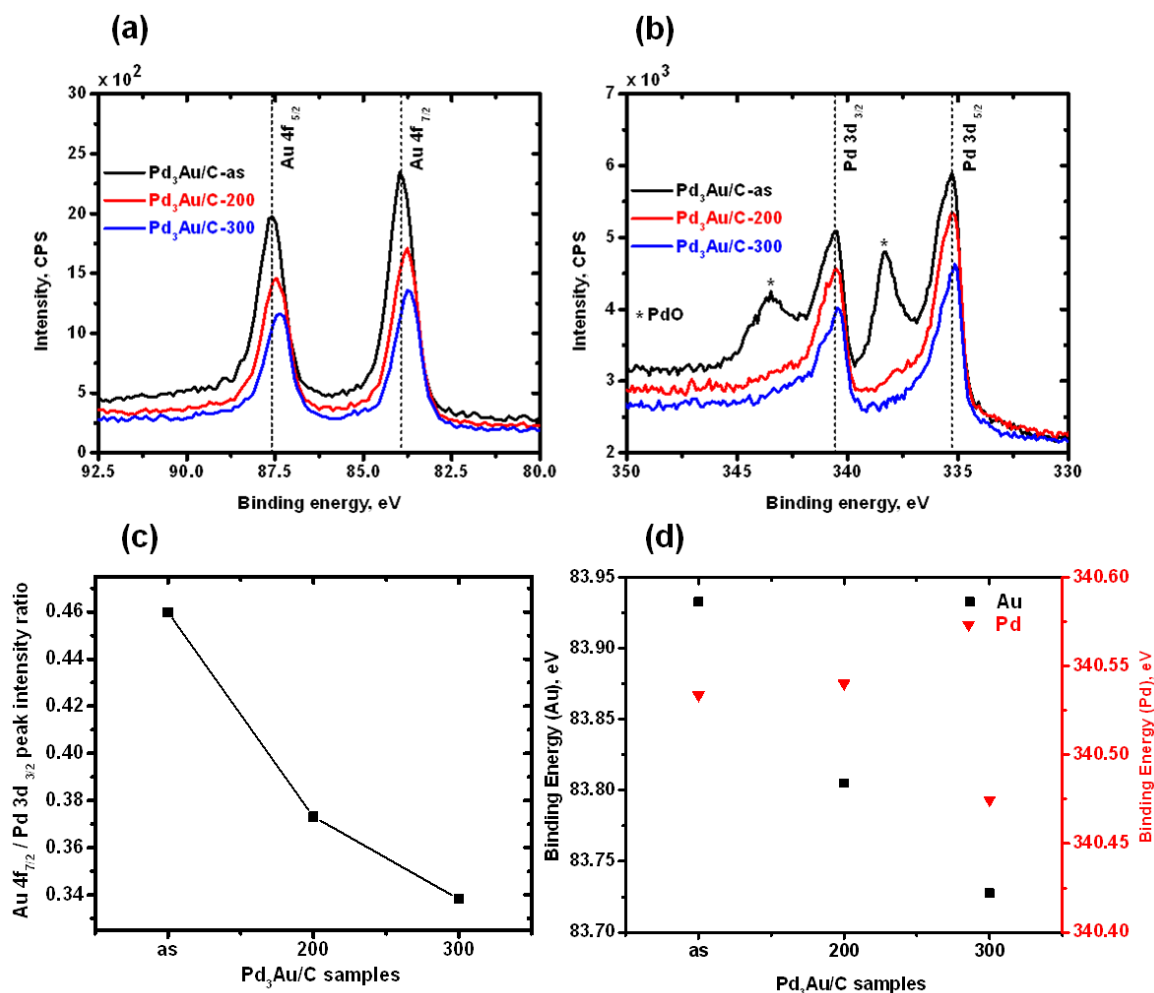 (a)
x 10²
30
25
20
15
10
5
0
92.5 90.0 87.5 85.0 82.5 80.0
Intensity, CPS
Binding energy, eV
Au 4f 5/2
Au 4f 7/2
Pd₃Au/C-as
Pd₃Au/C-200
Pd₃Au/C-300
(b)
x 10³
7
6
5
4
3
2
350 345 340 335 330
Intensity, CPS
Binding energy, eV
Pd 3d 3/2
Pd 3d 5/2
Pd₃Au/C-as
Pd₃Au/C-200
Pd₃Au/C-300
* *
* PdO
(c)
Au 4f7/2 / Pd 3d 3/2 peak intensity ratio
0.46
0.44
0.42
0.40
0.38
0.36
0.34
as 200 300
Pd₃Au/C samples
(d)
Binding Energy (Au), eV
83.95
83.90
83.85
83.80
83.75
83.70
Au
Pd
340.60
340.55
340.50
340.45
340.40
Binding Energy (Pd), eV
as 200 300
Pd₃Au/C samples